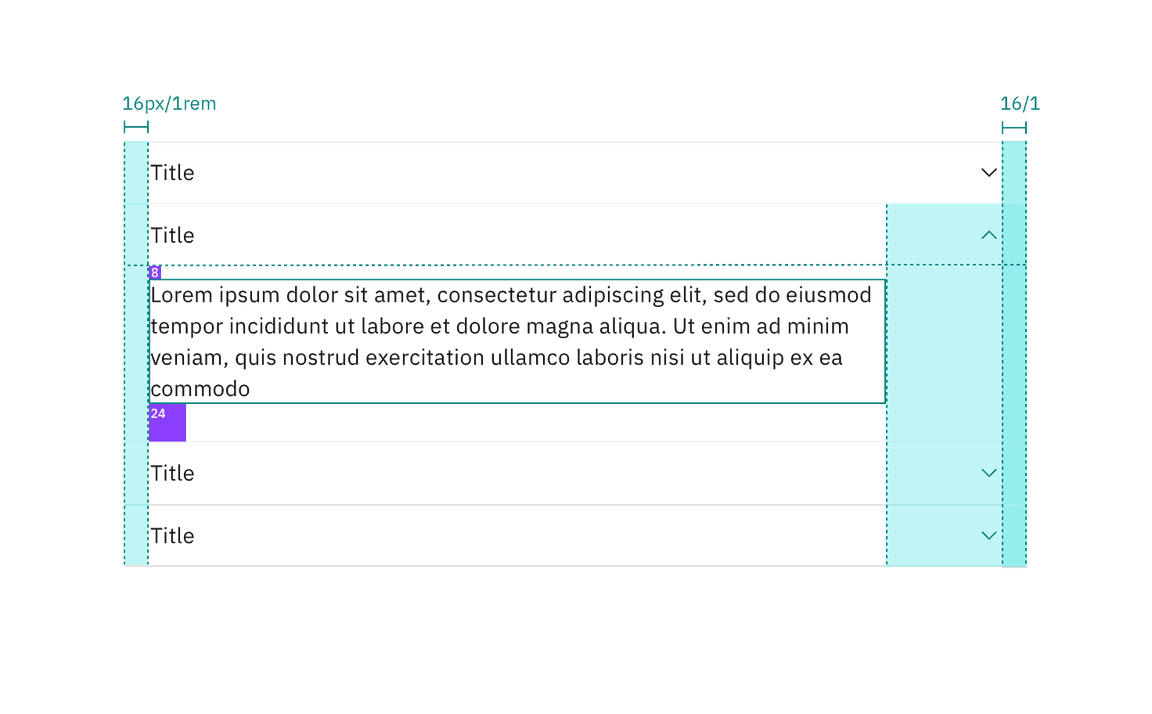 16px/1rem
16/1
Title
Title
8
Lorem ipsum dolor sit amet, consectetur adipiscing elit, sed do eiusmod
tempor incididunt ut labore et dolore magna aliqua. Ut enim ad minim
veniam, quis nostrud exercitation ullamco laboris nisi ut aliquip ex ea
commodo
24
Title
Title